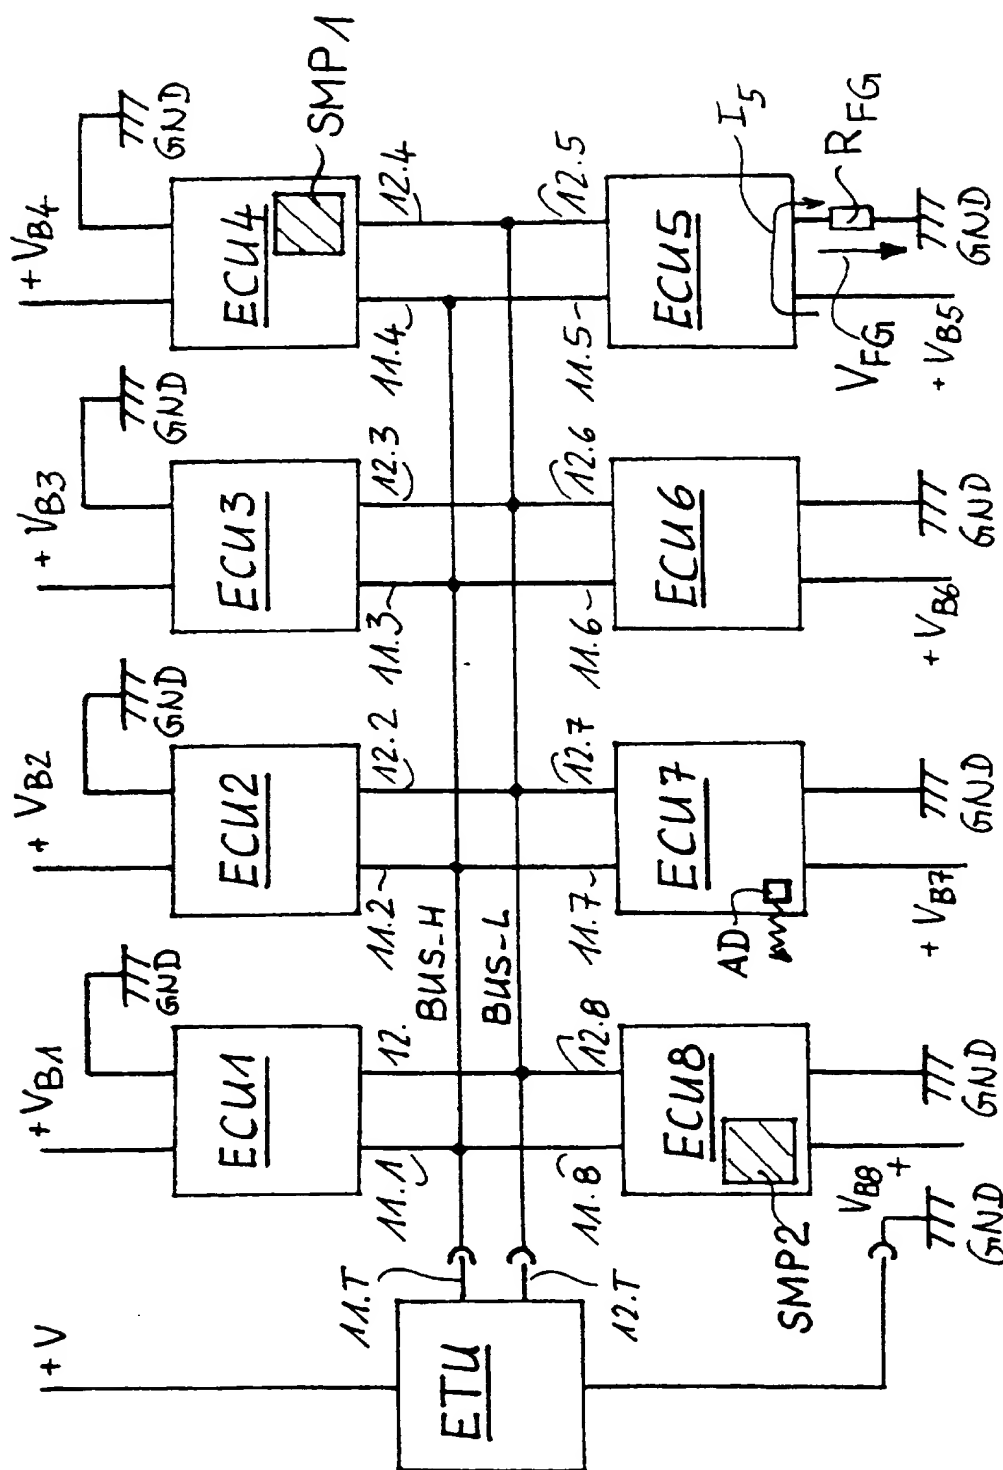 +V
+VB1
+VB2
+VB3
+VB4
GND
GND
GND
GND
ETU
ECU1
ECU2
ECU3
ECU4
SMP1
11.T
11.1
12.
11.2
12.2
11.3
12.3
11.4
12.4
BUS-H
BUS-L
12.T
11.8
12.8
11.7
12.7
11.6
12.6
11.5
12.5
ECU8
ECU7
ECU6
ECU5
SMP2
AD
I5
VFG
RFG
VB8 +
+VB7
+VB6
+VB5
GND
GND
GND
GND
GND